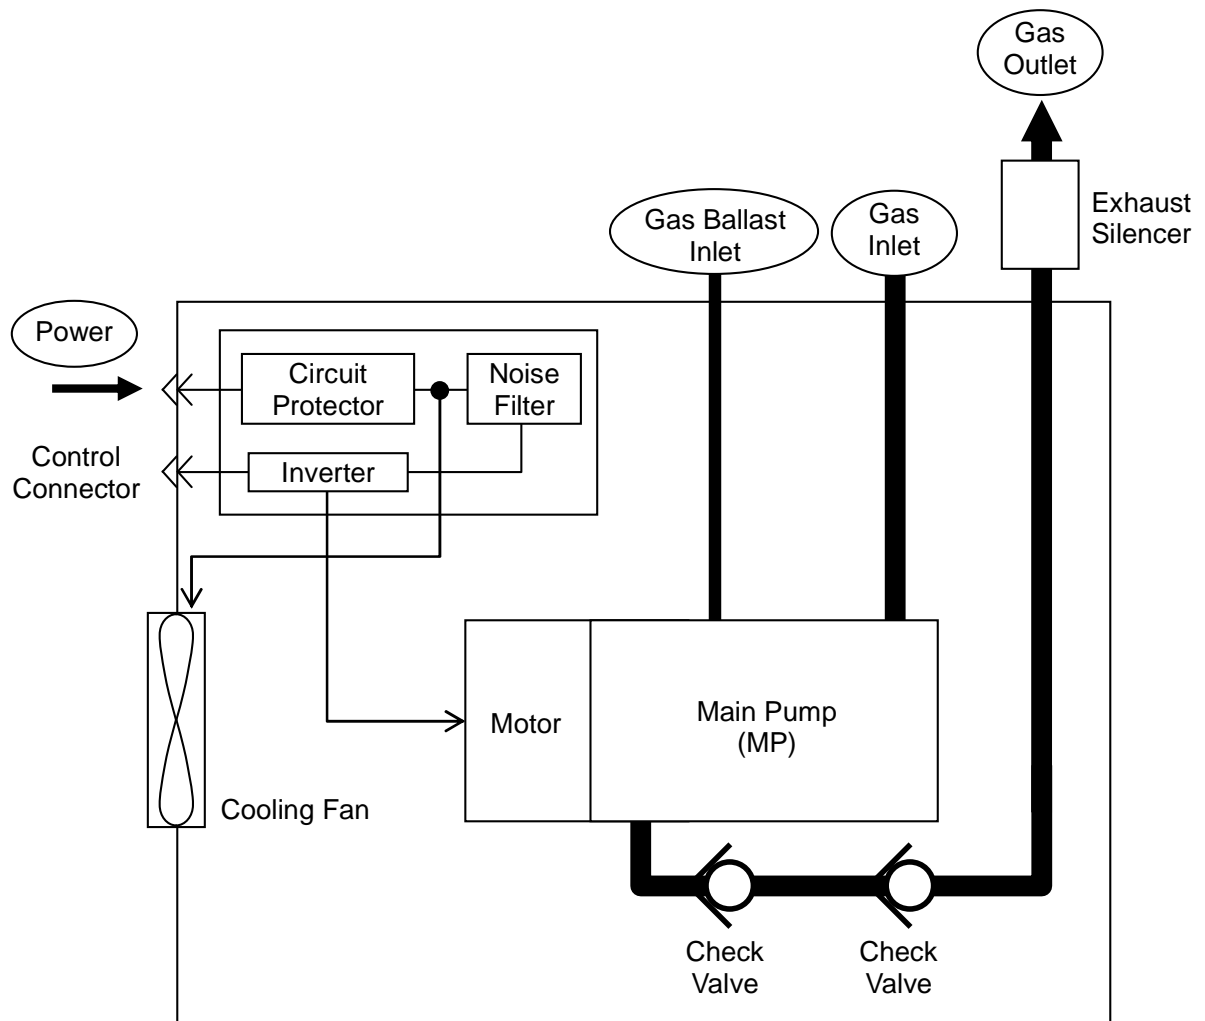 Gas
Outlet
Exhaust
Silencer
Gas Ballast
Inlet
Gas
Inlet
Power
Circuit
Protector
Noise
Filter
Control
Connector
Inverter
Motor
Main Pump
(MP)
Cooling Fan
Check
Valve
Check
Valve